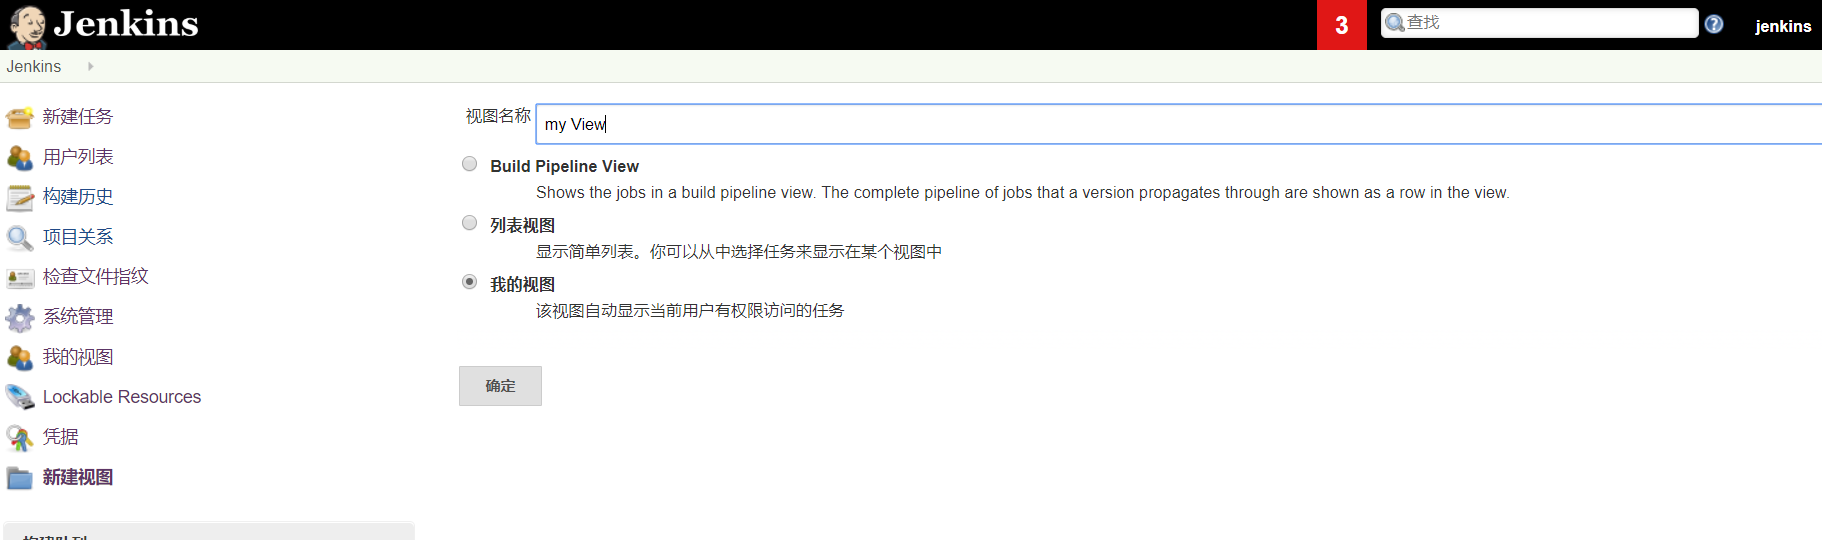 Jenkins
3
查找
jenkins
Jenkins
新建任务
用户列表
构建历史
项目关系
检查文件指纹
系统管理
我的视图
Lockable Resources
凭据
新建视图
视图名称
my View
Build Pipeline View
Shows the jobs in a build pipeline view. The complete pipeline of jobs that a version propagates through are shown as a row in the view.
列表视图
显示简单列表。你可以从中选择任务来显示在某个视图中
我的视图
该视图自动显示当前用户有权限访问的任务
确定